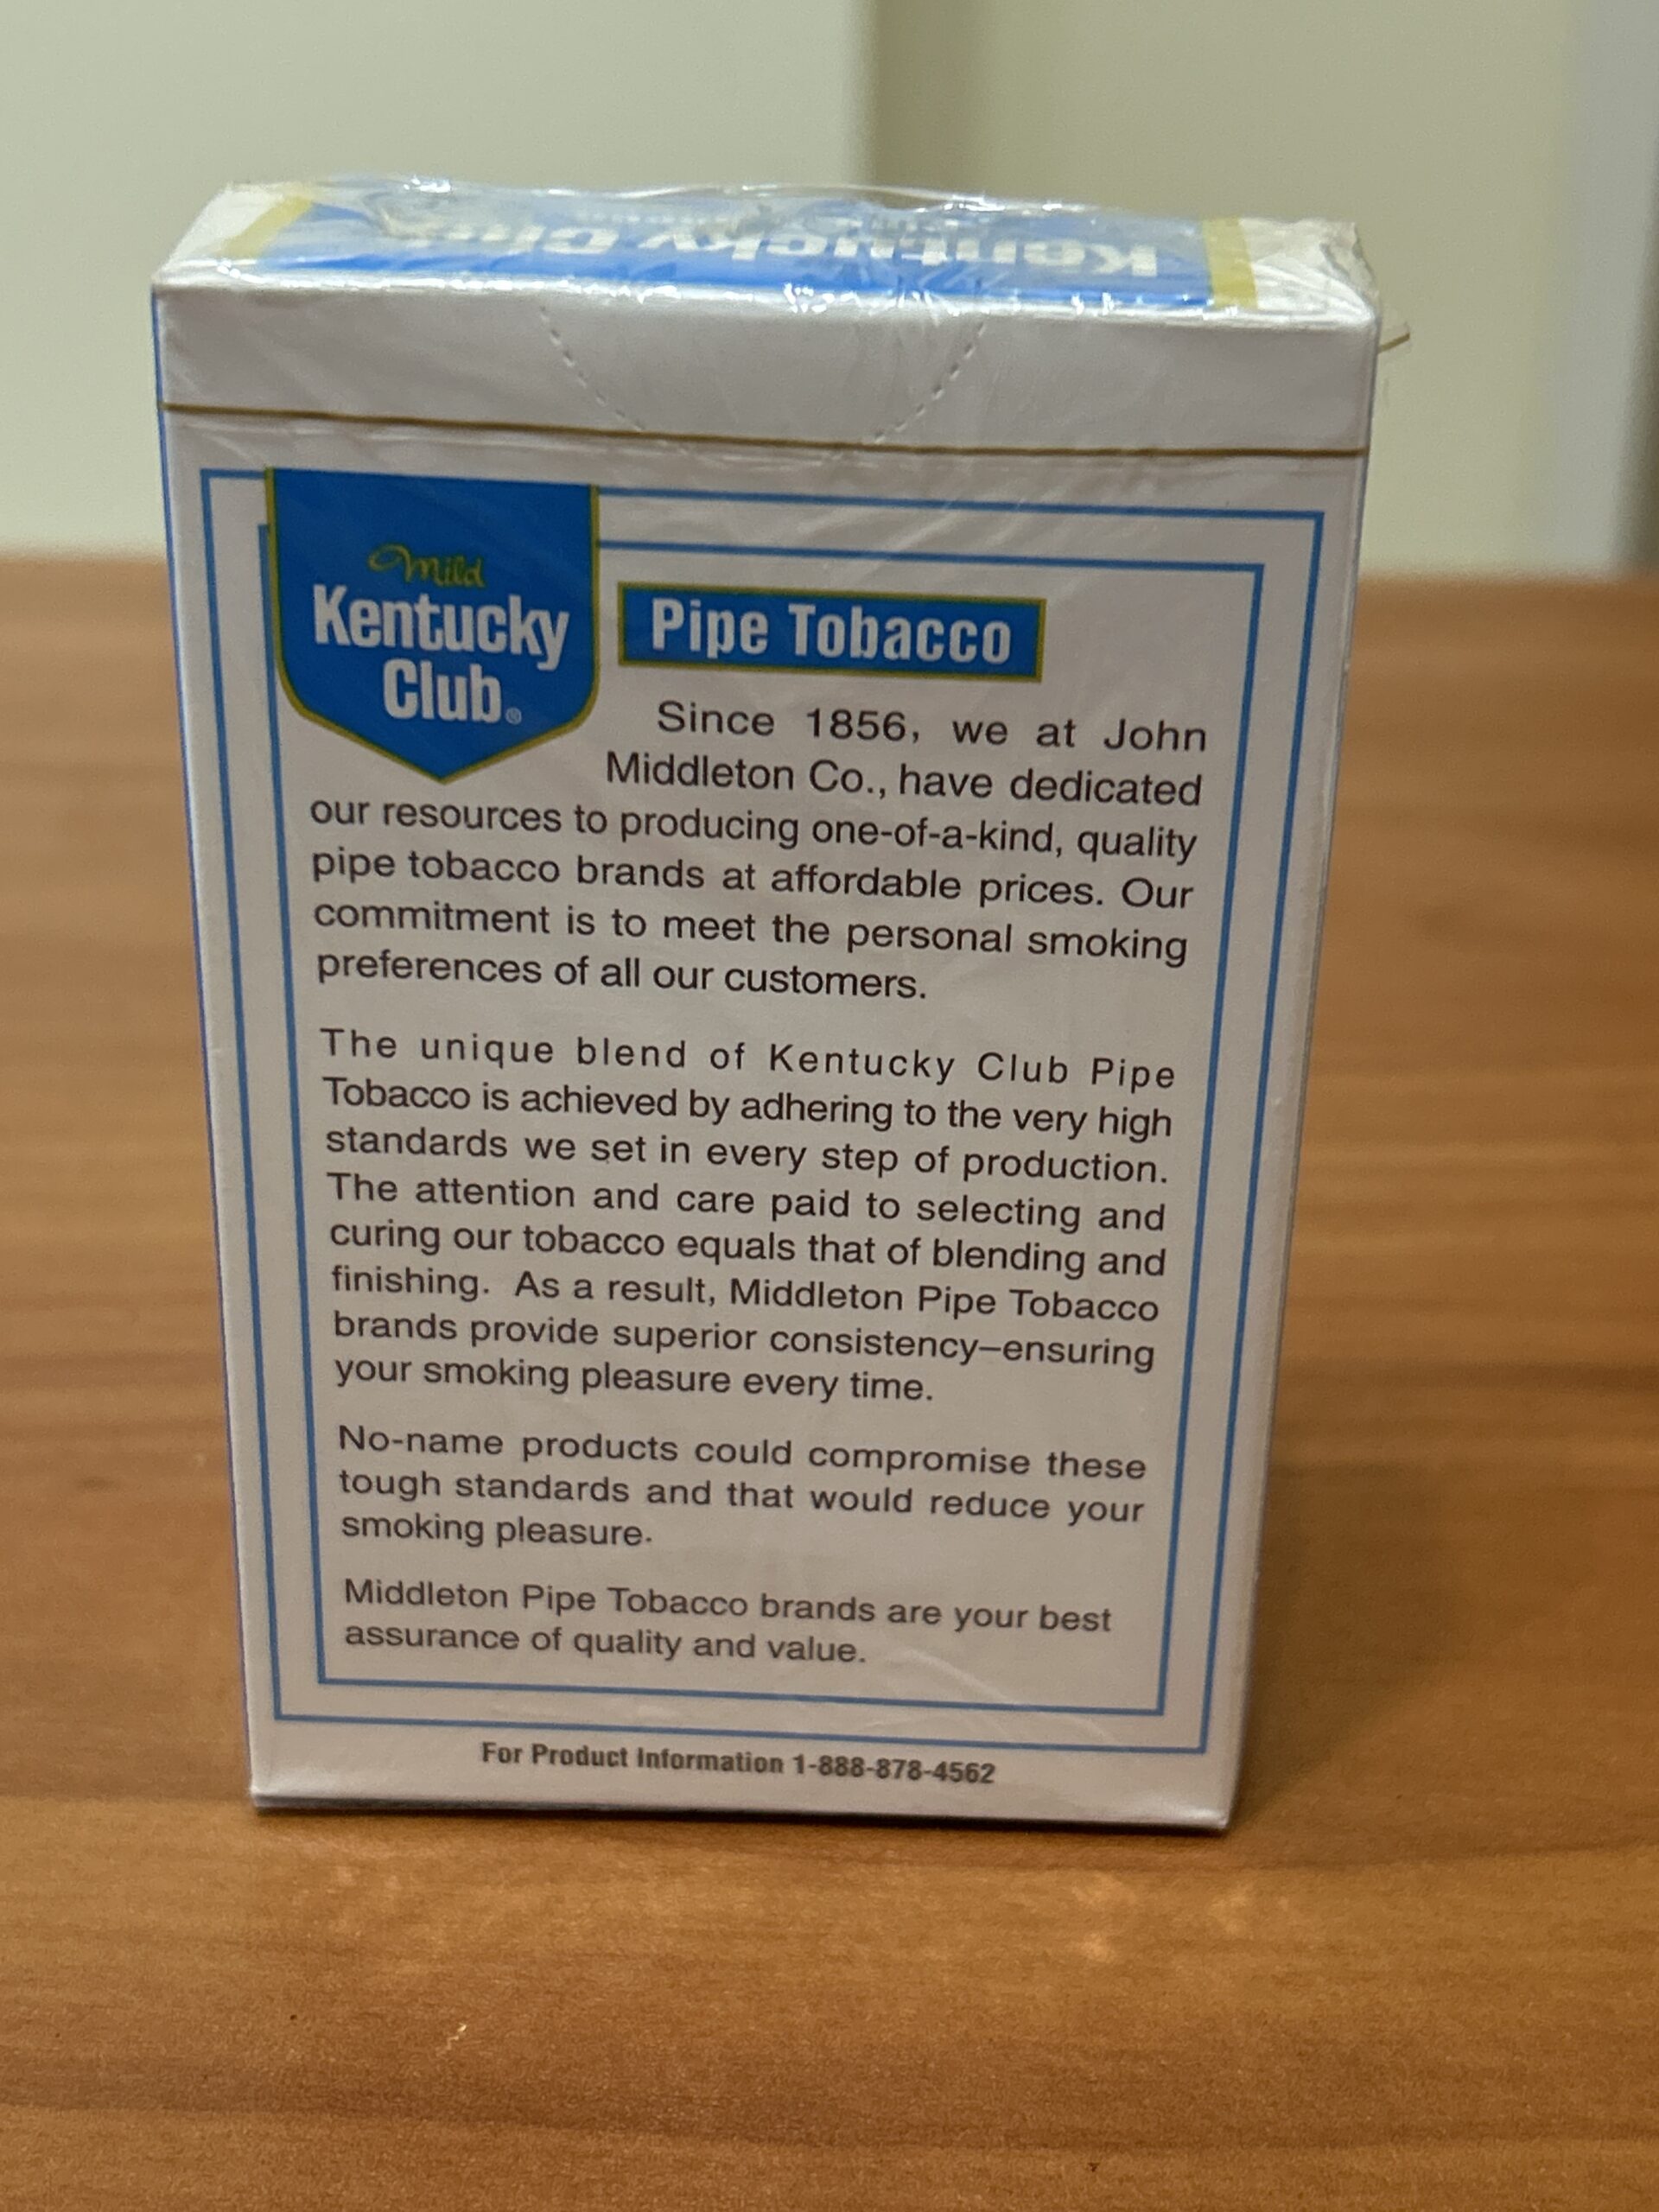 Kentucky Club
Mild
Kentucky
Club®
Pipe Tobacco
Since 1856, we at John
Middleton Co., have dedicated
our resources to producing one-of-a-kind, quality
pipe tobacco brands at affordable prices. Our
commitment is to meet the personal smoking
preferences of all our customers.
The unique blend of Kentucky Club Pipe
Tobacco is achieved by adhering to the very high
standards we set in every step of production.
The attention and care paid to selecting and
curing our tobacco equals that of blending and
finishing. As a result, Middleton Pipe Tobacco
brands provide superior consistency–ensuring
your smoking pleasure every time.
No-name products could compromise these
tough standards and that would reduce your
smoking pleasure.
Middleton Pipe Tobacco brands are your best
assurance of quality and value.
For Product Information 1-888-878-4562